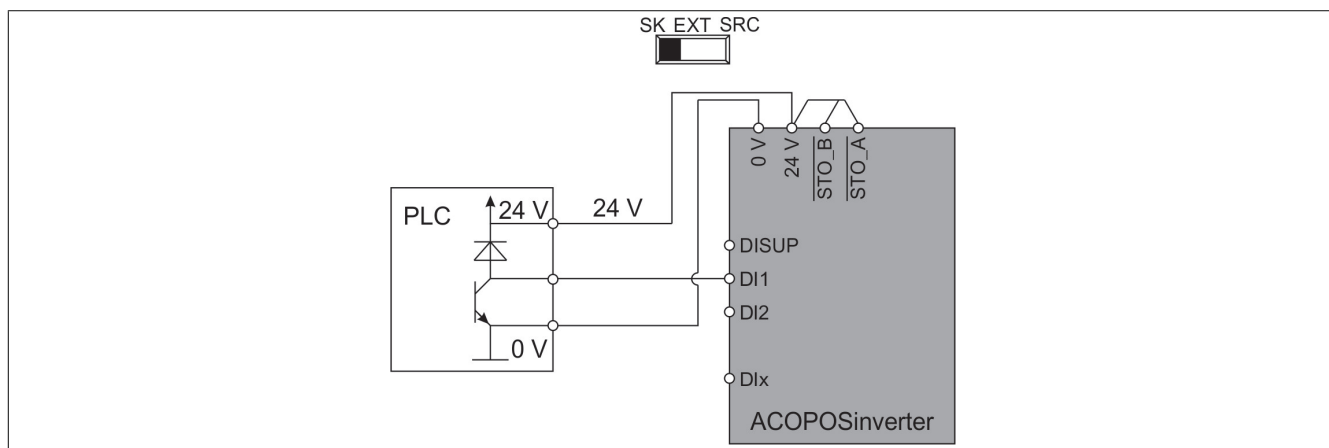 SK EXT SRC
0 V
24 V
STO_B
STO_A
PLC
24 V
24 V
DISUP
DI1
DI2
0 V
DIx
ACOPOSinverter